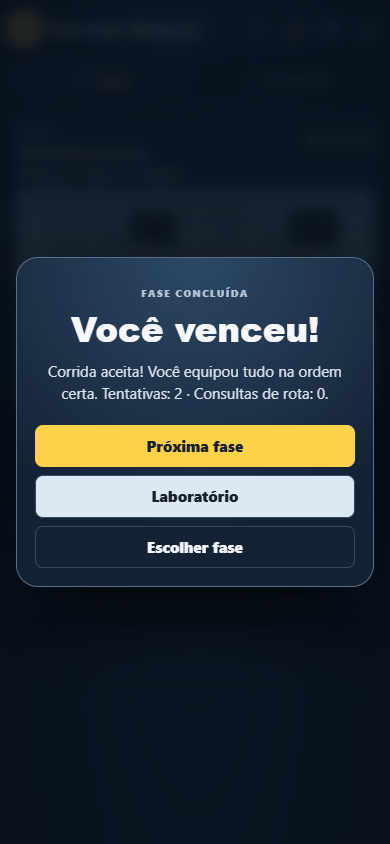 FASE CONCLUÍDA
Você venceu!
Corrida aceita! Você equipou tudo na ordem
certa. Tentativas: 2 · Consultas de rota: 0.
Próxima fase
Laboratório
Escolher fase